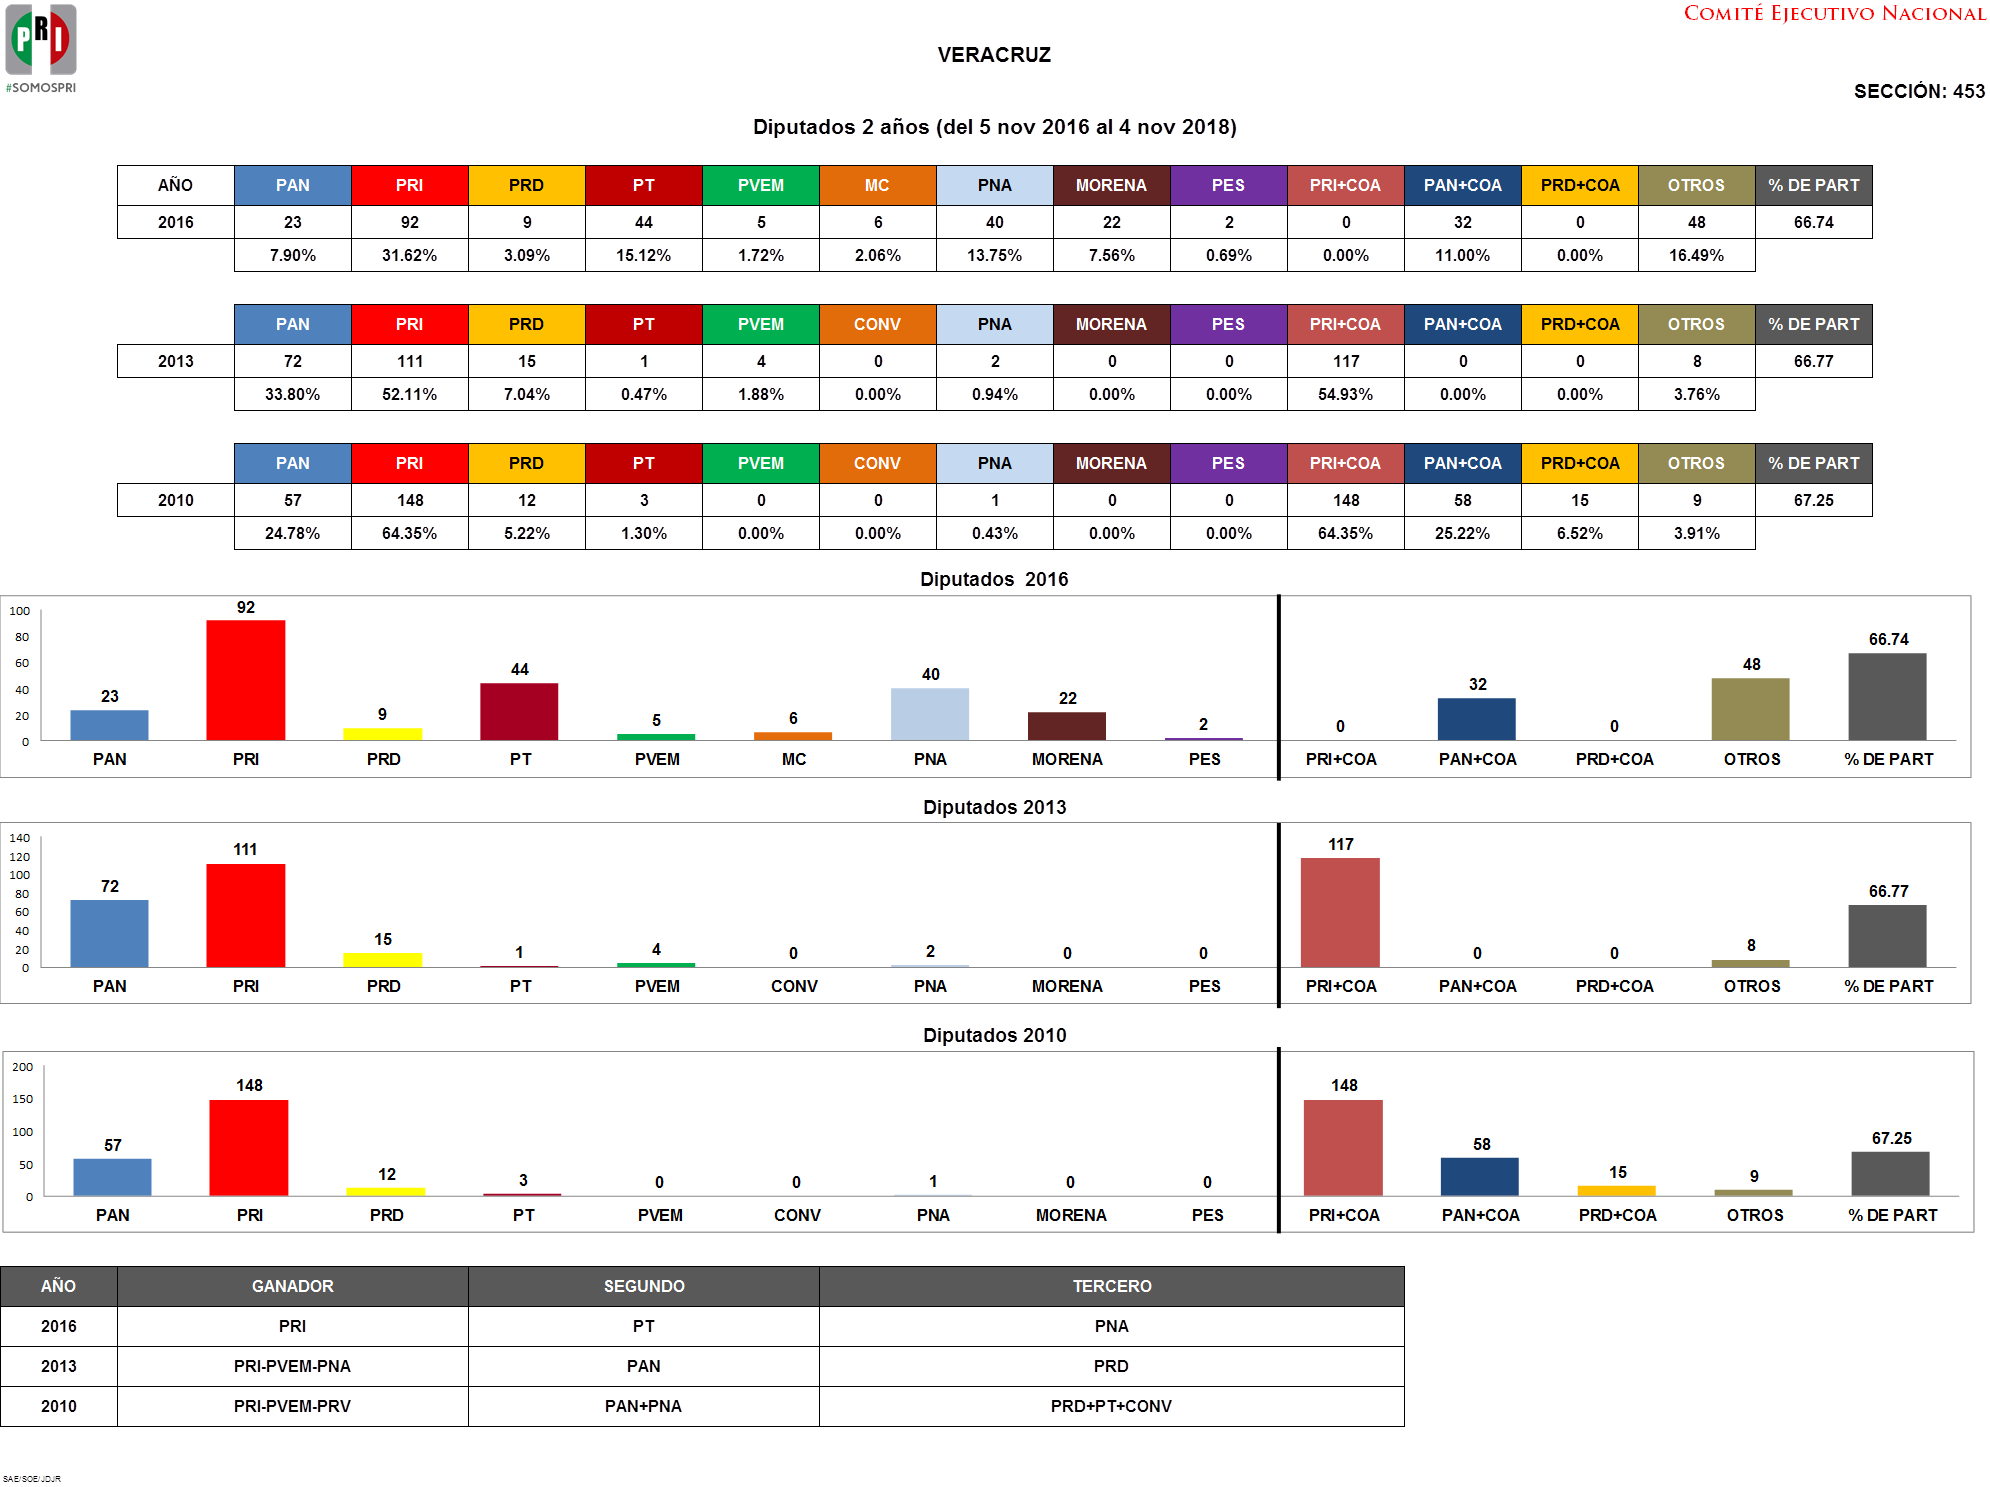 PRI
#SOMOSPRI
COMITÉ EJECUTIVO NACIONAL
VERACRUZ
SECCIÓN: 453
Diputados 2 años (del 5 nov 2016 al 4 nov 2018)
AÑO PAN PRI PRD PT PVEM MC PNA MORENA PES PRI+COA PAN+COA PRD+COA OTROS % DE PART
2016 23 92 9 44 5 6 40 22 2 0 32 0 48 66.74
7.90% 31.62% 3.09% 15.12% 1.72% 2.06% 13.75% 7.56% 0.69% 0.00% 11.00% 0.00% 16.49%
PAN PRI PRD PT PVEM CONV PNA MORENA PES PRI+COA PAN+COA PRD+COA OTROS % DE PART
2013 72 111 15 1 4 0 2 0 0 117 0 0 8 66.77
33.80% 52.11% 7.04% 0.47% 1.88% 0.00% 0.94% 0.00% 0.00% 54.93% 0.00% 0.00% 3.76%
PAN PRI PRD PT PVEM CONV PNA MORENA PES PRI+COA PAN+COA PRD+COA OTROS % DE PART
2010 57 148 12 3 0 0 1 0 0 148 58 15 9 67.25
24.78% 64.35% 5.22% 1.30% 0.00% 0.00% 0.43% 0.00% 0.00% 64.35% 25.22% 6.52% 3.91%
Diputados  2016
100
80
60
40
20
0
23 92 9 44 5 6 40 22 2 0 32 0 48 66.74
PAN PRI PRD PT PVEM MC PNA MORENA PES PRI+COA PAN+COA PRD+COA OTROS % DE PART
Diputados 2013
140
120
100
80
60
40
20
0
72 111 15 1 4 0 2 0 0 117 0 0 8 66.77
PAN PRI PRD PT PVEM CONV PNA MORENA PES PRI+COA PAN+COA PRD+COA OTROS % DE PART
Diputados 2010
200
150
100
50
0
57 148 12 3 0 0 1 0 0 148 58 15 9 67.25
PAN PRI PRD PT PVEM CONV PNA MORENA PES PRI+COA PAN+COA PRD+COA OTROS % DE PART
AÑO GANADOR SEGUNDO TERCERO
2016 PRI PT PNA
2013 PRI-PVEM-PNA PAN PRD
2010 PRI-PVEM-PRV PAN+PNA PRD+PT+CONV
SAE/SOE/JDJR